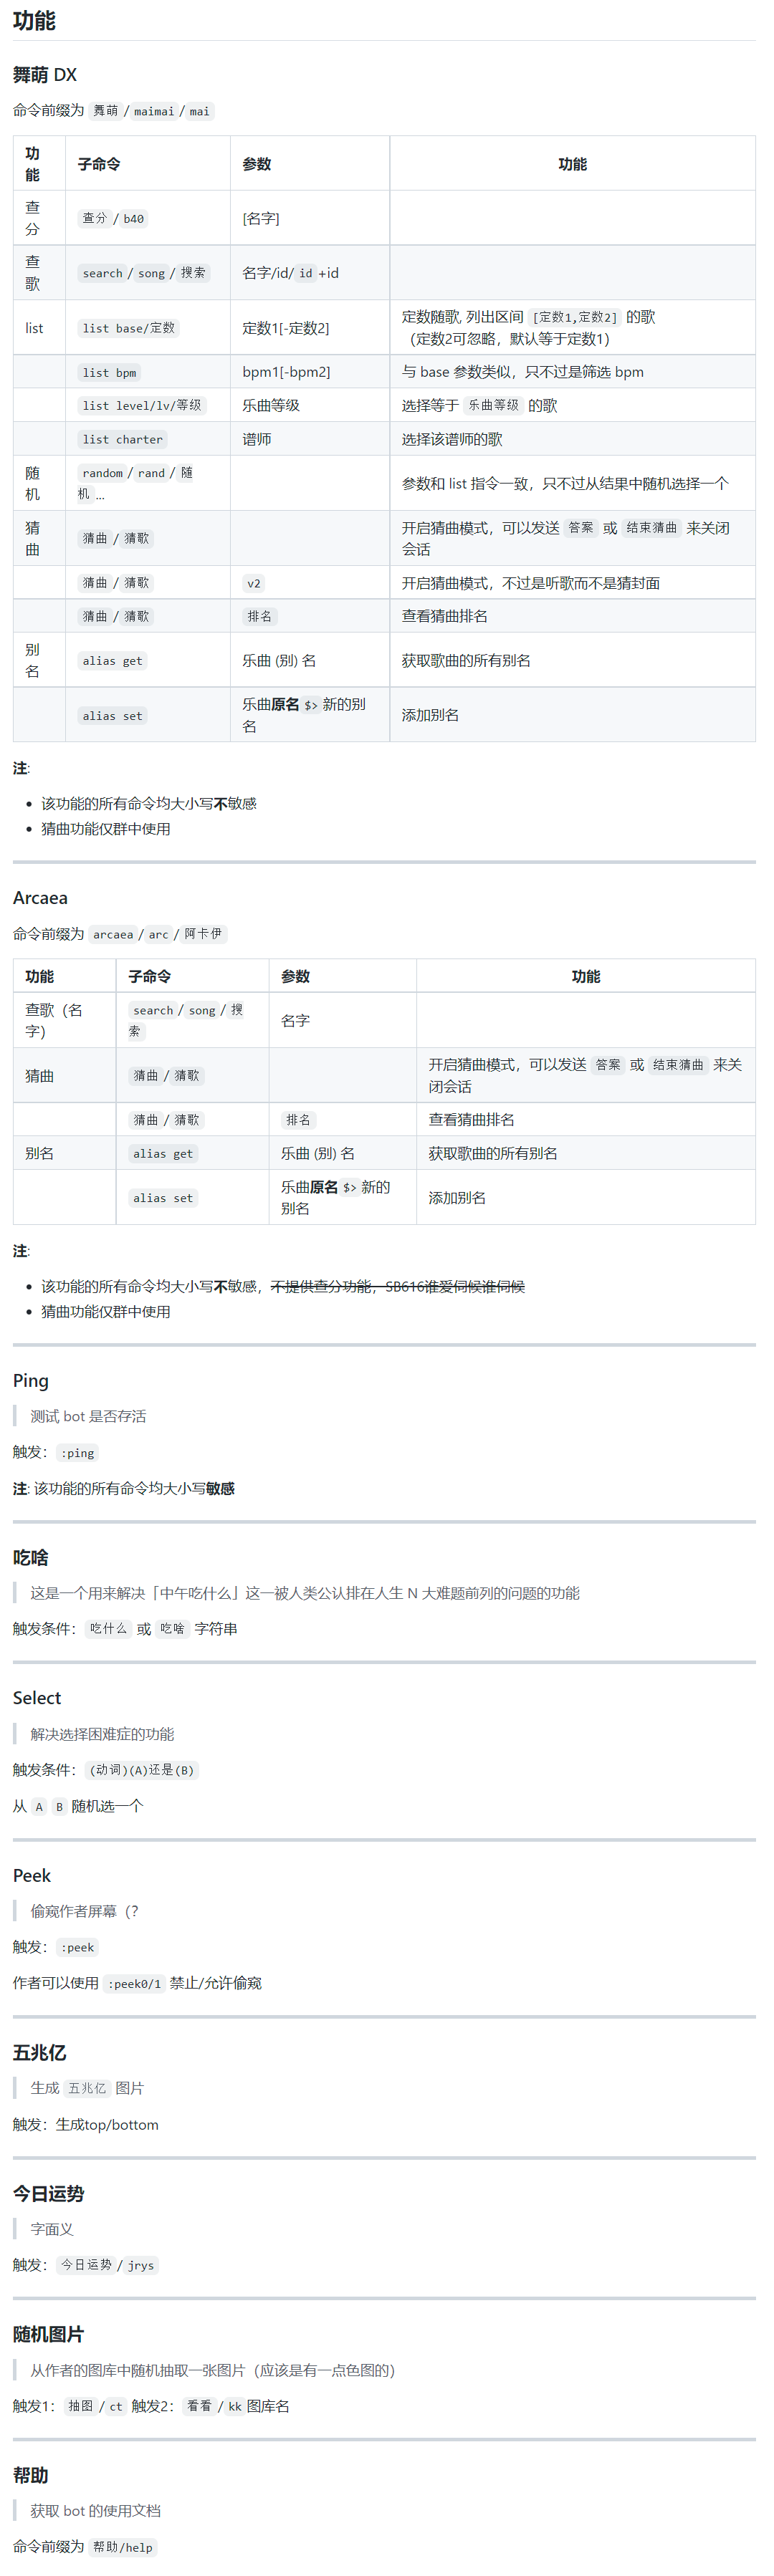 功能
舞萌 DX
命令前缀为 舞萌/maimai/mai
功能 子命令 参数 功能
查分 查分/b40 [名字]
查歌 search/song/搜索 名字/id/id+id
list list base/定数 定数1[-定数2] 定数随歌, 列出区间 [定数1,定数2] 的歌
（定数2可忽略，默认等于定数1）
list bpm bpm1[-bpm2] 与 base 参数类似，只不过是筛选 bpm
list level/lv/等级 乐曲等级 选择等于 乐曲等级 的歌
list charter 谱师 选择该谱师的歌
随机 random/rand/随机... 参数和 list 指令一致，只不过从结果中随机选择一个
猜曲 猜曲/猜歌 开启猜曲模式，可以发送 答案 或 结束猜曲 来关闭
会话
猜曲/猜歌 v2 开启猜曲模式，不过是听歌而不是猜封面
猜曲/猜歌 排名 查看猜曲排名
别名 alias get 乐曲 (别) 名 获取歌曲的所有别名
alias set 乐曲原名$>新的别名 添加别名
注:
• 该功能的所有命令均大小写不敏感
• 猜曲功能仅群中使用
Arcaea
命令前缀为 arcaea/arc/阿卡伊
功能 子命令 参数 功能
查歌（名字） search/song/搜索 名字
猜曲 猜曲/猜歌 开启猜曲模式，可以发送 答案 或 结束猜曲 来关
闭会话
猜曲/猜歌 排名 查看猜曲排名
别名 alias get 乐曲 (别) 名 获取歌曲的所有别名
alias set 乐曲原名$>新的别名 添加别名
注:
• 该功能的所有命令均大小写不敏感，不提供查分功能，SB616谁爱伺候谁伺候
• 猜曲功能仅群中使用
Ping
测试 bot 是否存活
触发：:ping
注: 该功能的所有命令均大小写敏感
吃啥
这是一个用来解决「中午吃什么」这一被人类公认排在人生 N 大难题前列的问题的功能
触发条件：吃什么 或 吃啥 字符串
Select
解决选择困难症的功能
触发条件：(动词)(A)还是(B)
从 A B 随机选一个
Peek
偷窥作者屏幕（?
触发：:peek
作者可以使用 :peek0/1 禁止/允许偷窥
五兆亿
生成 五兆亿 图片
触发：生成top/bottom
今日运势
字面义
触发：今日运势/jrys
随机图片
从作者的图库中随机抽取一张图片（应该是有一点色图的）
触发1：抽图/ct 触发2：看看/kk图库名
帮助
获取 bot 的使用文档
命令前缀为 帮助/help